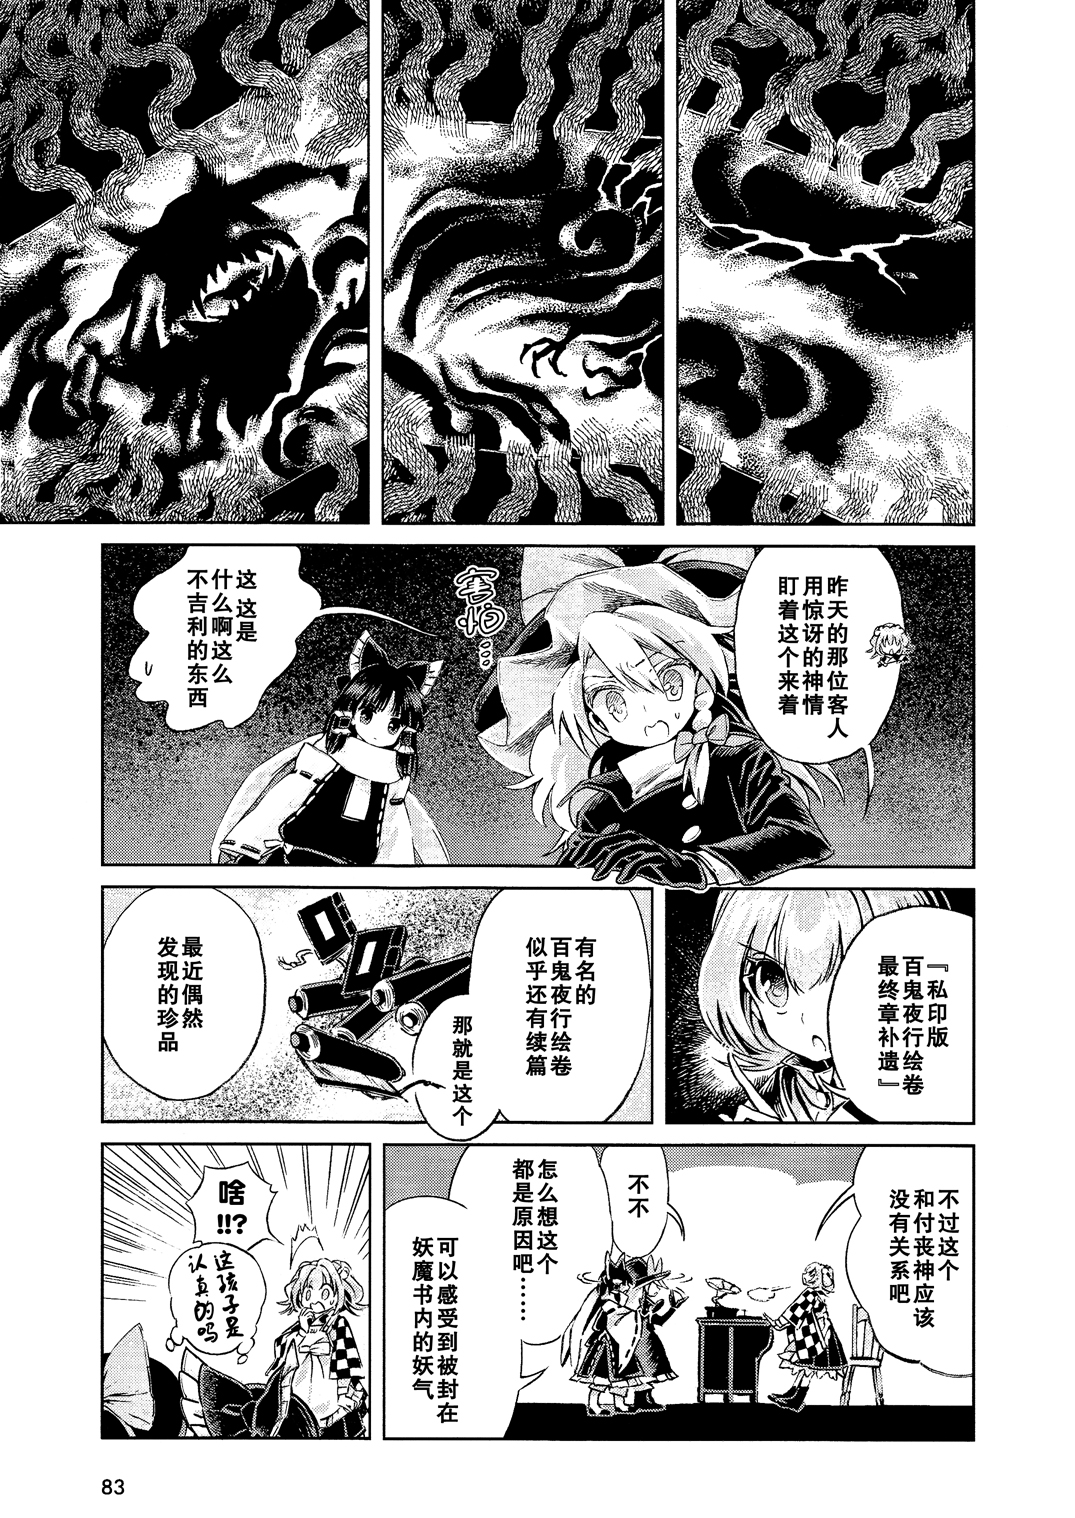 昨天的那位客人
用惊讶的神情
盯着这个来着
害怕……
这 这是
什么啊这么
不吉利的东西
『私印版
百鬼夜行绘卷
最终章补遗』
有名的
百鬼夜行绘卷
似乎还有续篇
那就是这个
最近偶然
发现的珍品
不过这个
和付丧神应该
没有关系吧
不不
怎么想这个
都是原因吧……
可以感受到被封在
妖魔书内的妖气
啥
!!?
这孩子是
认真的吗
83